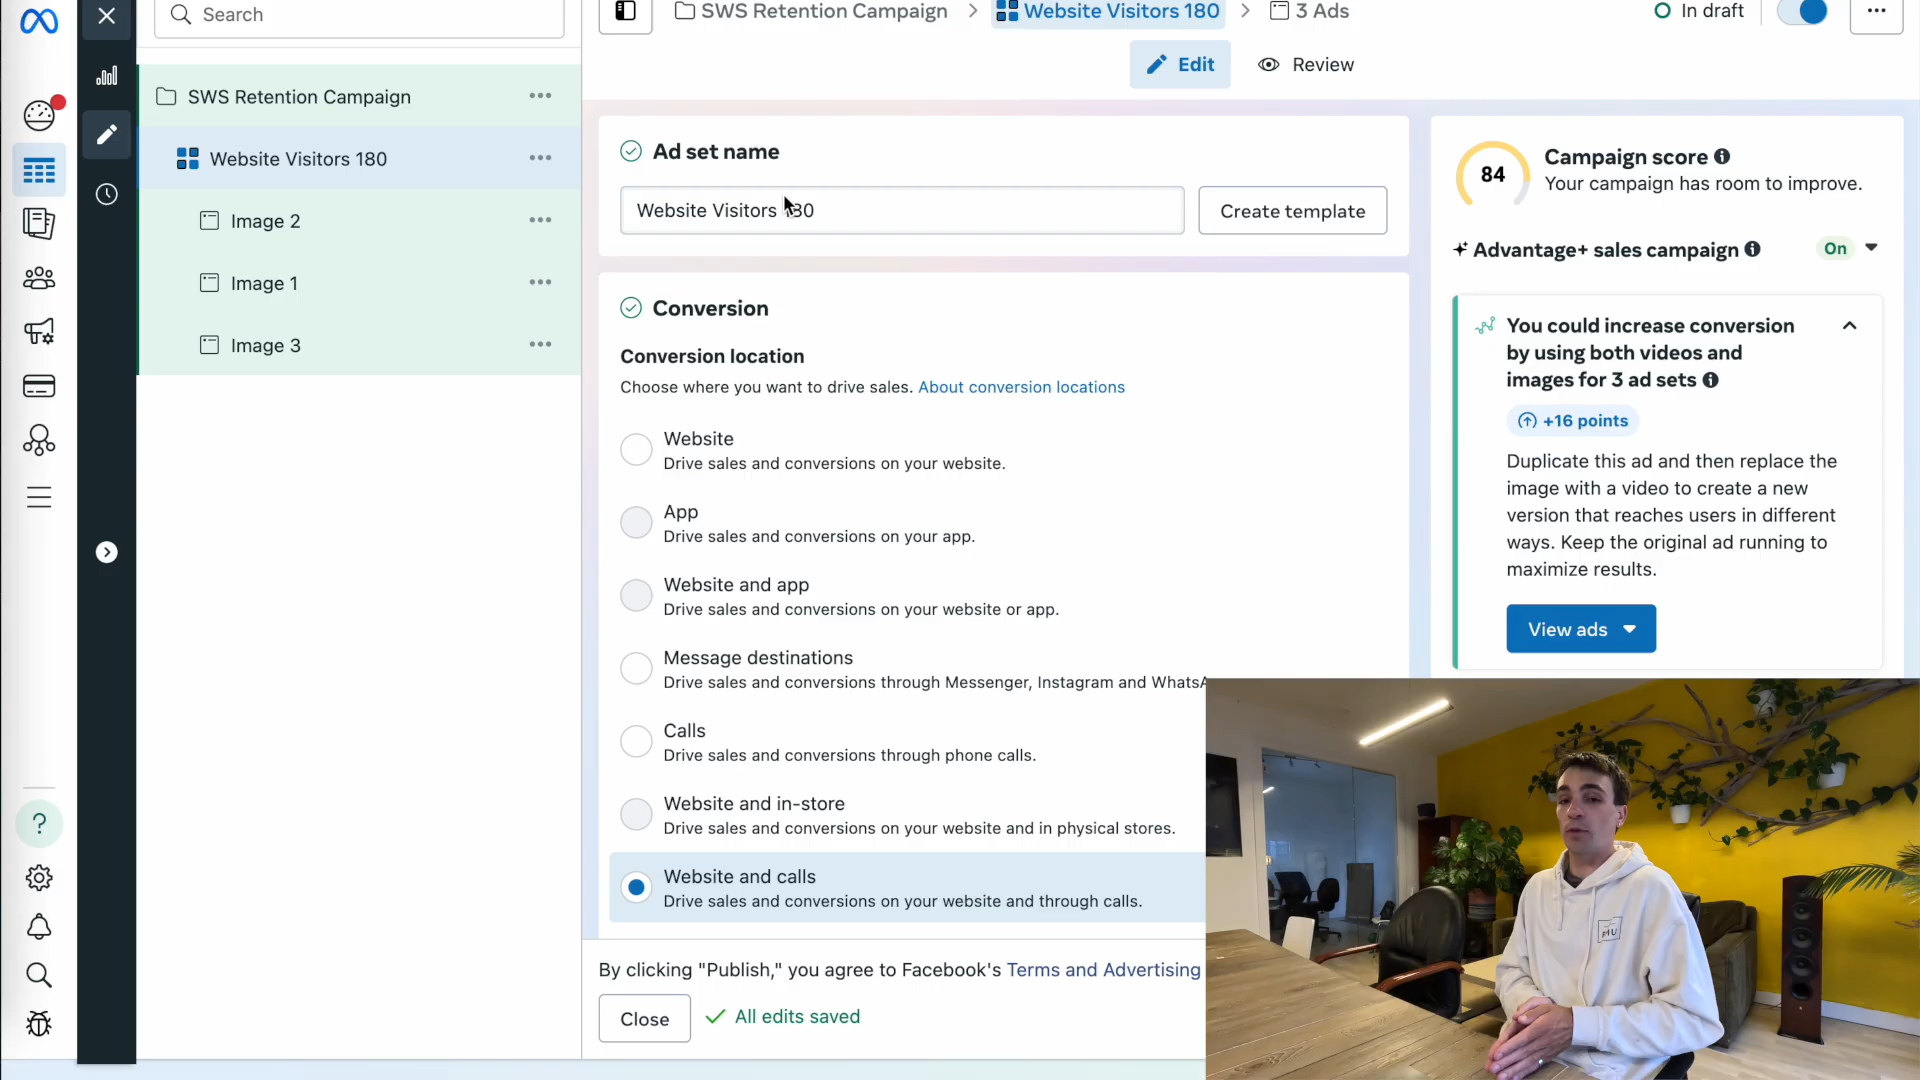 Search
SWS Retention Campaign > Website Visitors 180 > 3 Ads
In draft
Edit
Review
SWS Retention Campaign
Website Visitors 180
Image 2
Image 1
Image 3
Ad set name
Website Visitors 180
Create template
Conversion
Conversion location
Choose where you want to drive sales. About conversion locations
Website
Drive sales and conversions on your website.
App
Drive sales and conversions on your app.
Website and app
Drive sales and conversions on your website or app.
Message destinations
Drive sales and conversions through Messenger, Instagram and WhatsA
Calls
Drive sales and conversions through phone calls.
Website and in-store
Drive sales and conversions on your website and in physical stores.
Website and calls
Drive sales and conversions on your website and through calls.
By clicking "Publish," you agree to Facebook's Terms and Advertising
Close
All edits saved
84
Campaign score
Your campaign has room to improve.
Advantage+ sales campaign
On
You could increase conversion
by using both videos and
images for 3 ad sets
+16 points
Duplicate this ad and then replace the
image with a video to create a new
version that reaches users in different
ways. Keep the original ad running to
maximize results.
View ads